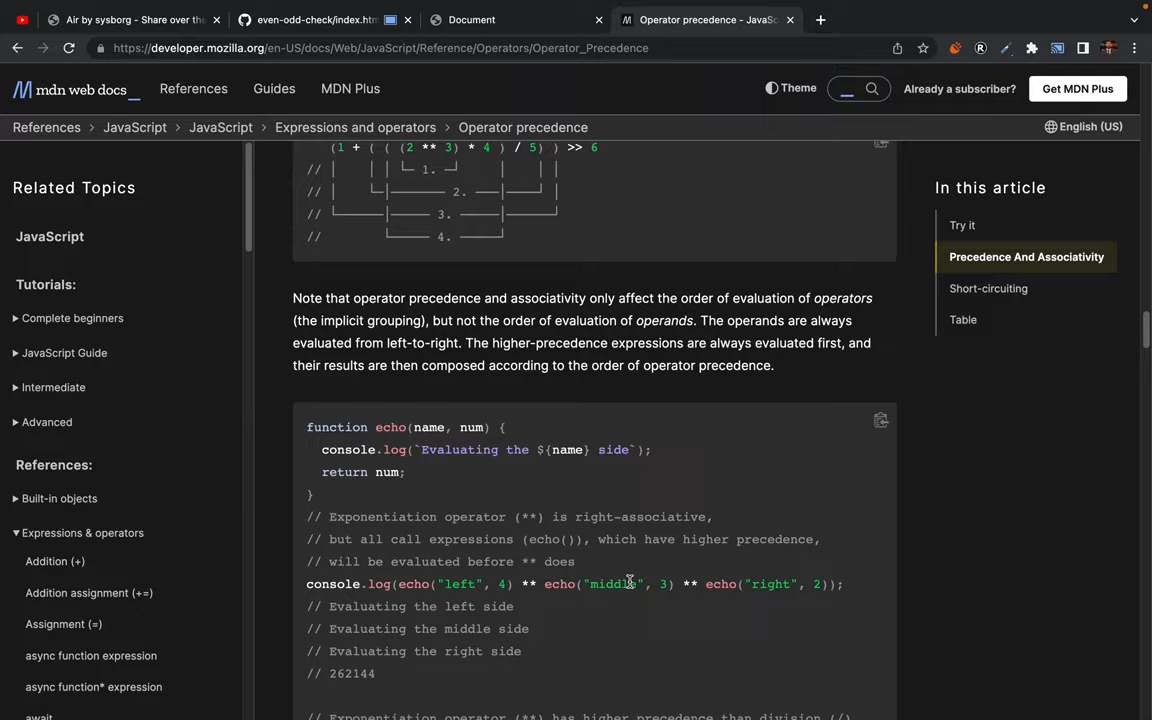 Air by sysborg - Share over the
even-odd-check/index.htm
Document
Operator precedence - JavaSc
https://developer.mozilla.org/en-US/docs/Web/JavaScript/Reference/Operators/Operator_Precedence
mdn web docs_
References
Guides
MDN Plus
Theme
Already a subscriber?
Get MDN Plus
References > JavaScript > JavaScript > Expressions and operators > Operator precedence
English (US)
Related Topics
JavaScript
Tutorials:
Complete beginners
JavaScript Guide
Intermediate
Advanced
References:
Built-in objects
Expressions & operators
Addition (+)
Addition assignment (+=)
Assignment (=)
async function expression
async function* expression
await
(1 + ( ( (2 ** 3) * 4 ) / 5) ) >> 6
// │ │ │ └─ 1. ─┘ │ │ │
// │ └─│─────── 2. ───│────┘ │
// └──────│───── 3. ─────│──────┘
// └───── 4. ─────┘
Note that operator precedence and associativity only affect the order of evaluation of operators
(the implicit grouping), but not the order of evaluation of operands. The operands are always
evaluated from left-to-right. The higher-precedence expressions are always evaluated first, and
their results are then composed according to the order of operator precedence.
function echo(name, num) {
console.log(`Evaluating the ${name} side`);
return num;
}
// Exponentiation operator (**) is right-associative,
// but all call expressions (echo()), which have higher precedence,
// will be evaluated before ** does
console.log(echo("left", 4) ** echo("middle", 3) ** echo("right", 2));
// Evaluating the left side
// Evaluating the middle side
// Evaluating the right side
// 262144
// Exponentiation operator (**) has higher precedence than division (/)
In this article
Try it
Precedence And Associativity
Short-circuiting
Table